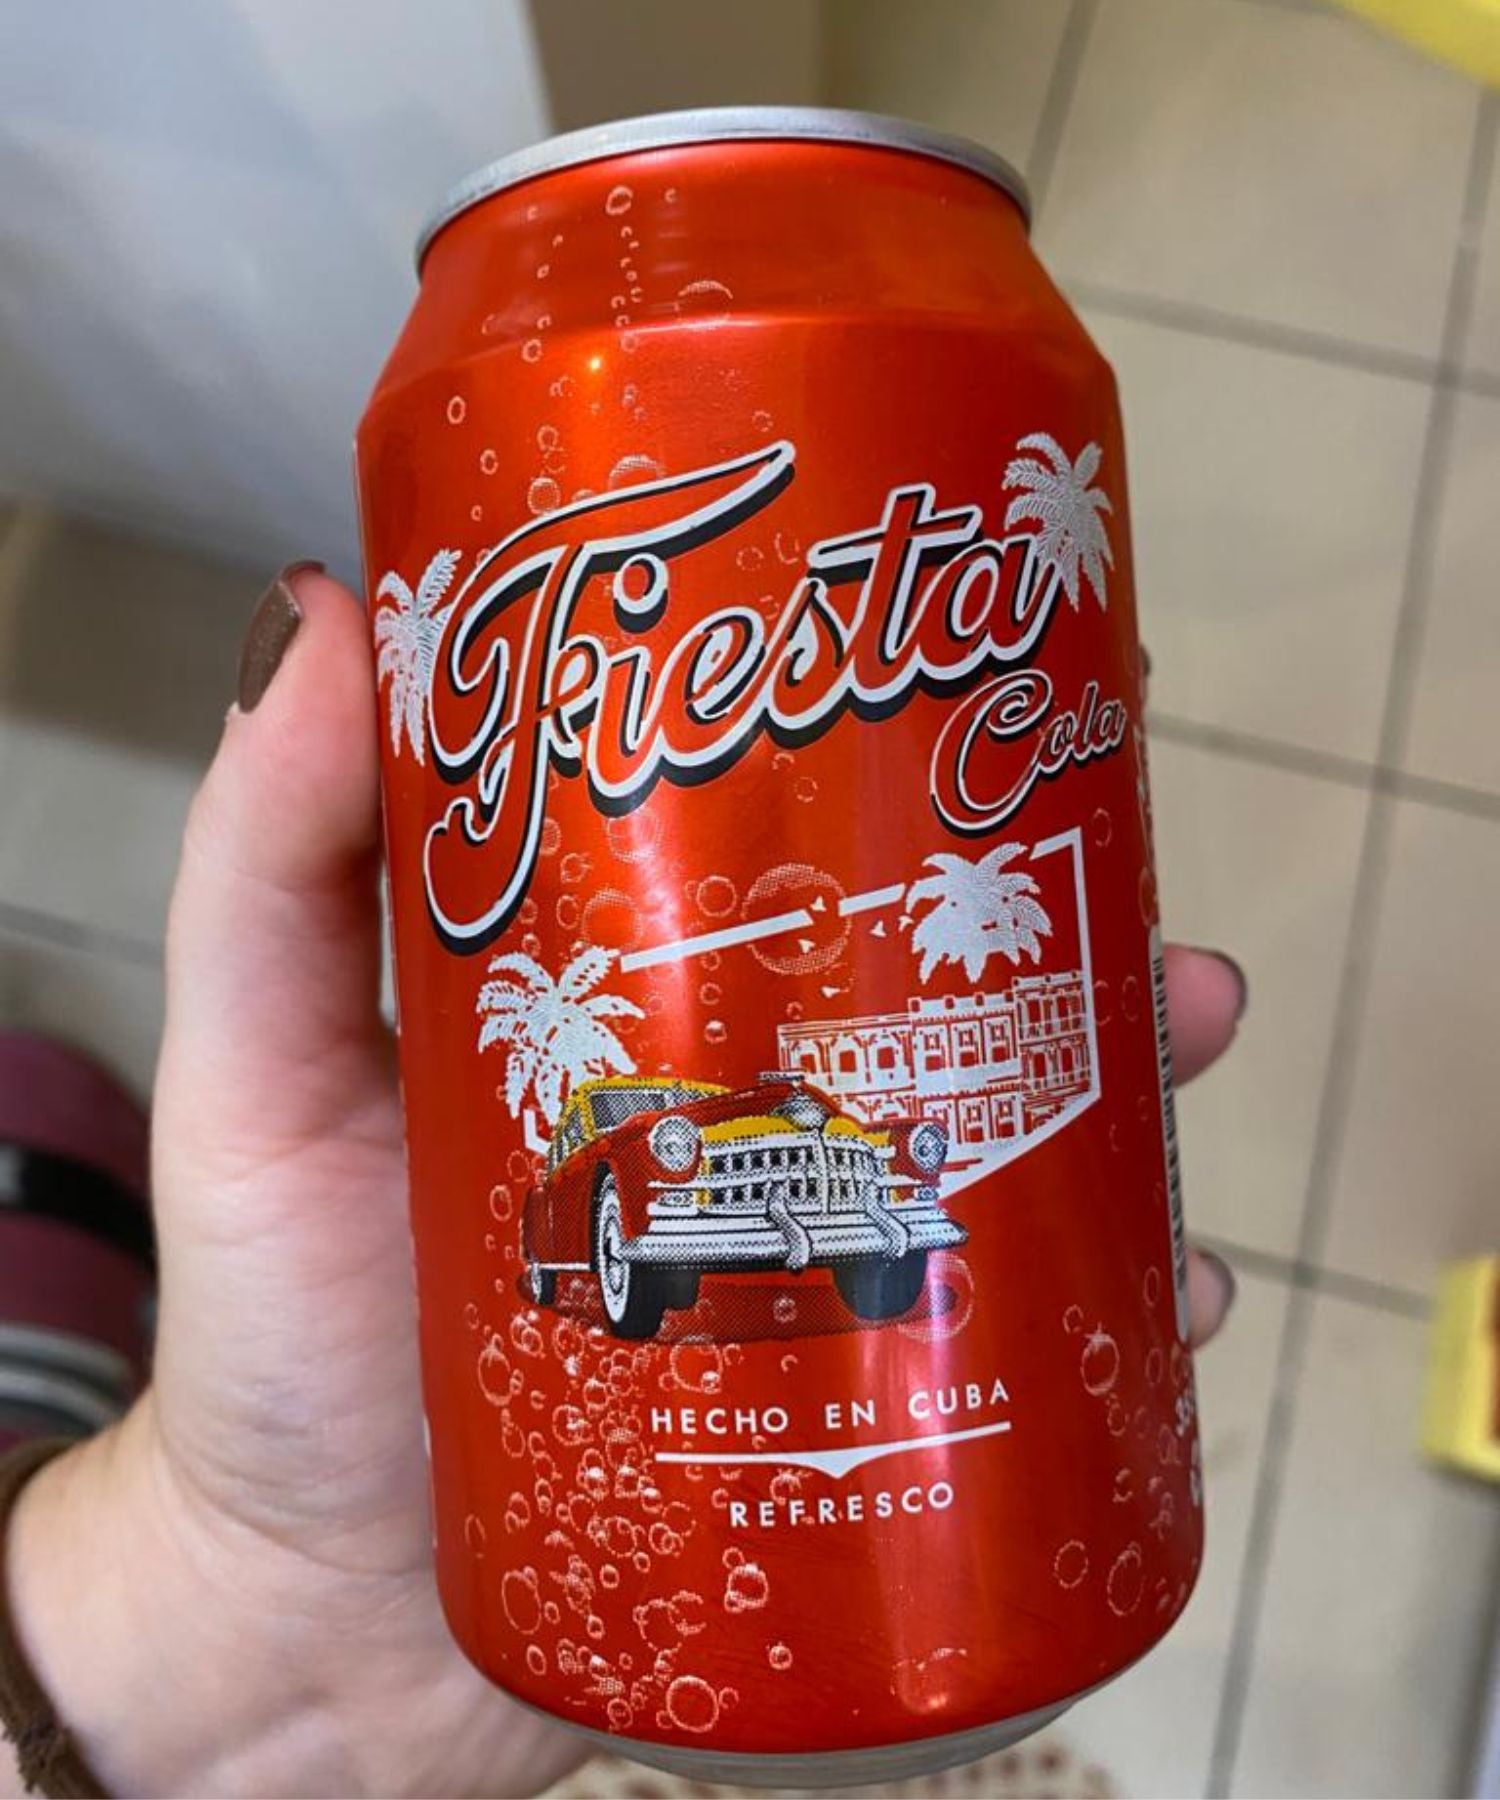 Fiesta
Cola
HECHO EN CUBA
REFRESCO